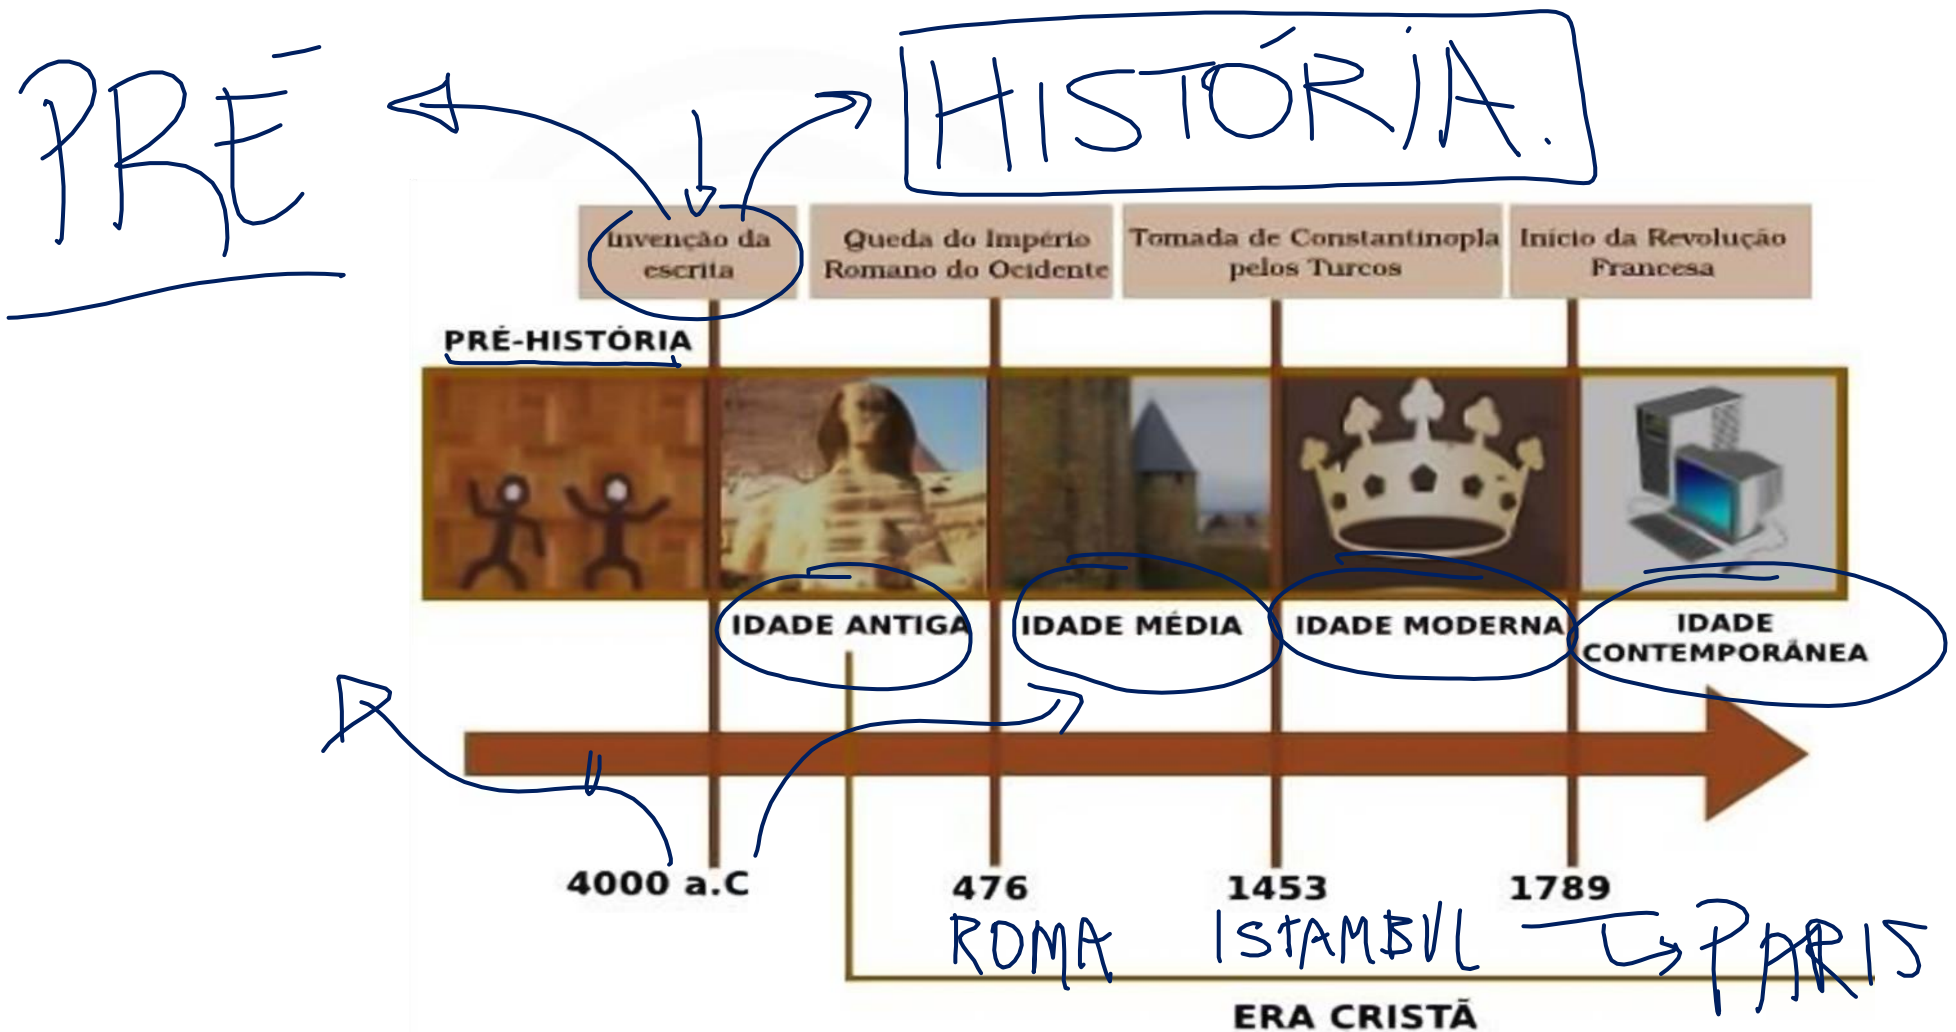 PRÉ
HISTÓRIA.
Invenção da
escrita
Queda do Império
Romano do Ocidente
Tomada de Constantinopla
pelos Turcos
Início da Revolução
Francesa
PRÉ-HISTÓRIA
IDADE ANTIGA
IDADE MÉDIA
IDADE MODERNA
IDADE
CONTEMPORÂNEA
4000 a.C
476
1453
1789
ROMA
ISTAMBUL
PARIS
ERA CRISTÃ